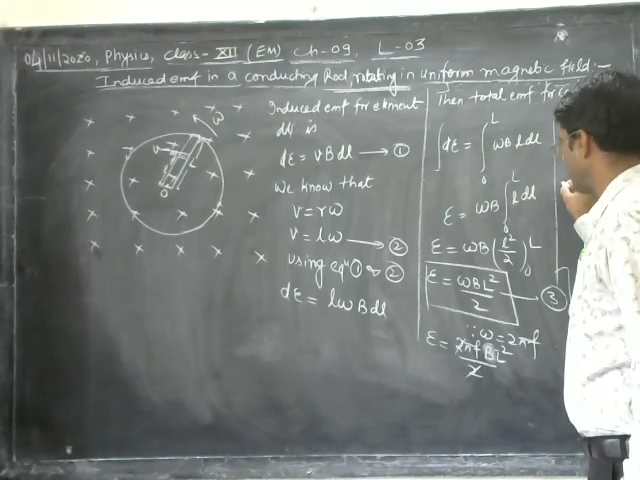 04/11/2020, Physics, Class- XII (EM) Ch-09, L-03
Induced emf in a conducting Rod rotating in uniform magnetic field:-
ω
v
o
Induced emf for element
dl is
dε = vBdl → ①
We know that
v = rω
v = lω → ②
using eqⁿ ① & ②
dε = lωBdl
Then total emf for
∫dε = ∫₀ᴸ ωBldl
ε = ωB ∫₀ᴸ ldl
ε = ωB (l²/2)₀ᴸ
ε = ωBL²/2 → ③
∵ ω = 2πf
ε = 2πfBL²/2